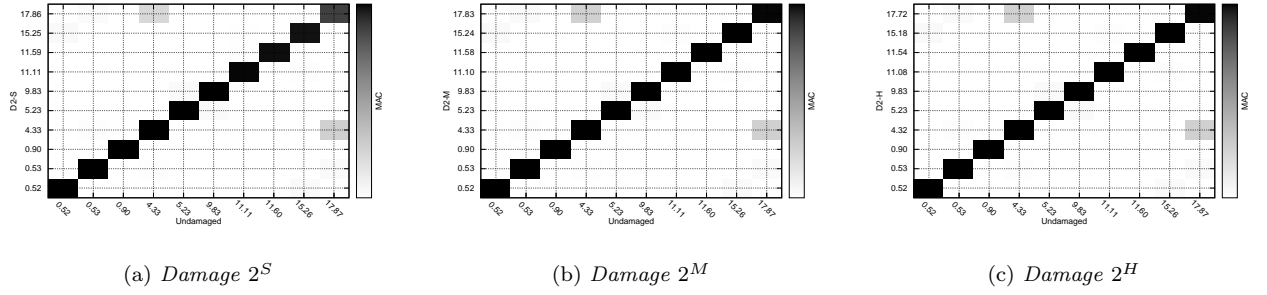 17.86
15.25
11.59
11.11
9.83
5.23
4.33
0.90
0.53
0.52
D2-S
0.52 0.53 0.90 4.33 5.23 9.83 11.11 11.60 15.26 17.87
Undamaged
MAC
(a) Damage 2^S
17.83
15.24
11.58
11.10
9.83
5.23
4.33
0.90
0.53
0.52
D2-M
0.52 0.53 0.90 4.33 5.23 9.83 11.11 11.60 15.26 17.87
Undamaged
MAC
(b) Damage 2^M
17.72
15.18
11.54
11.08
9.83
5.23
4.32
0.90
0.53
0.52
D2-H
0.52 0.53 0.90 4.33 5.23 9.83 11.11 11.60 15.26 17.87
Undamaged
MAC
(c) Damage 2^H